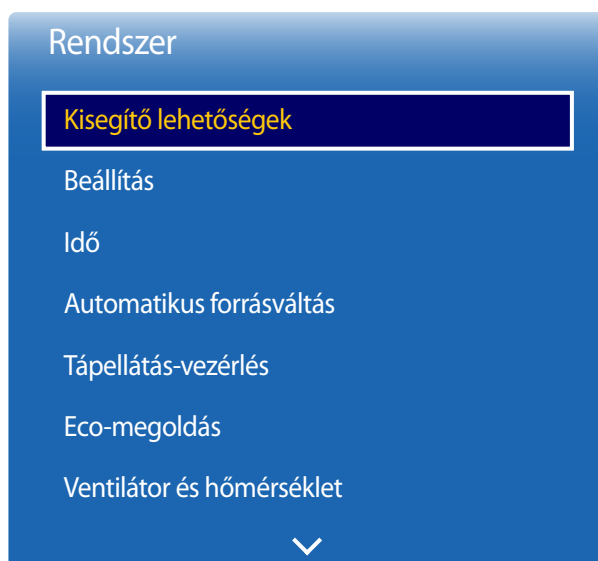 Rendszer
Kisegítő lehetőségek
Beállítás
Idő
Automatikus forrásváltás
Tápellátás-vezérlés
Eco-megoldás
Ventilátor és hőmérséklet